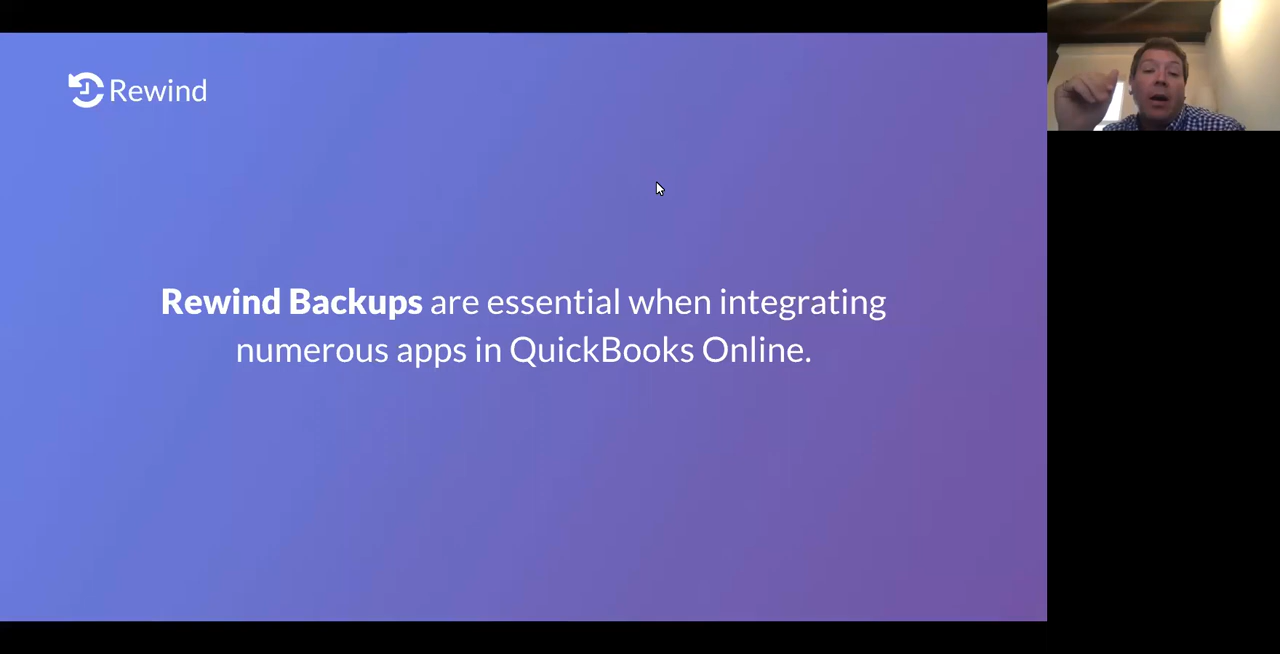 Rewind
Rewind Backups are essential when integrating
numerous apps in QuickBooks Online.